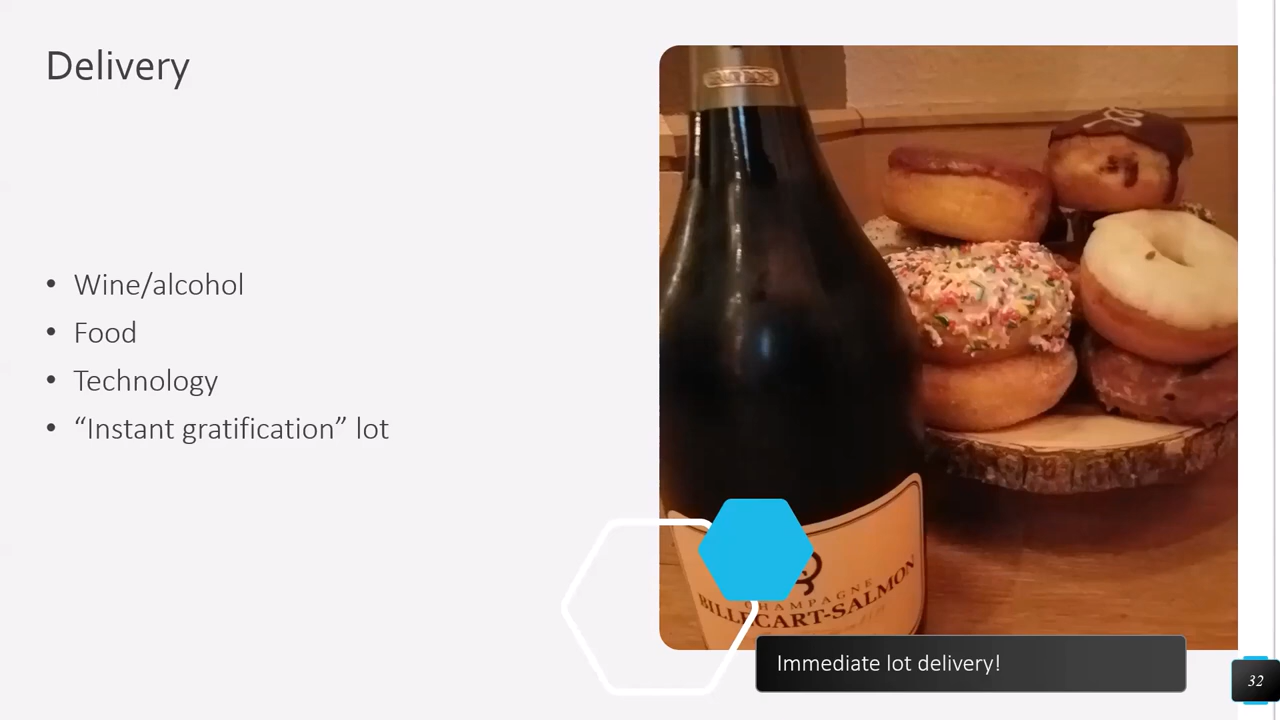 Delivery
• Wine/alcohol
• Food
• Technology
• “Instant gratification” lot
CHAMPAGNE
BILLECART-SALMON
Immediate lot delivery!
32